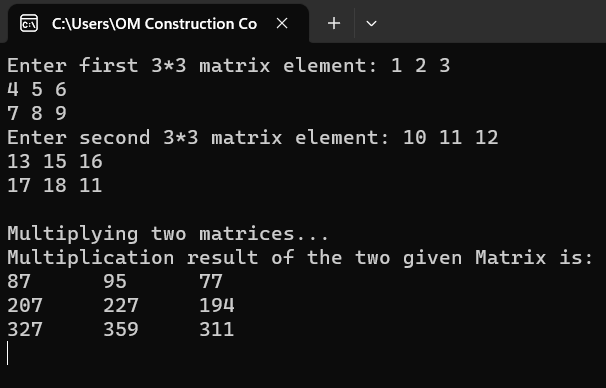 C:\Users\OM Construction Co
Enter first 3*3 matrix element: 1 2 3
4 5 6
7 8 9
Enter second 3*3 matrix element: 10 11 12
13 15 16
17 18 11
Multiplying two matrices...
Multiplication result of the two given Matrix is:
87 95 77
207 227 194
327 359 311